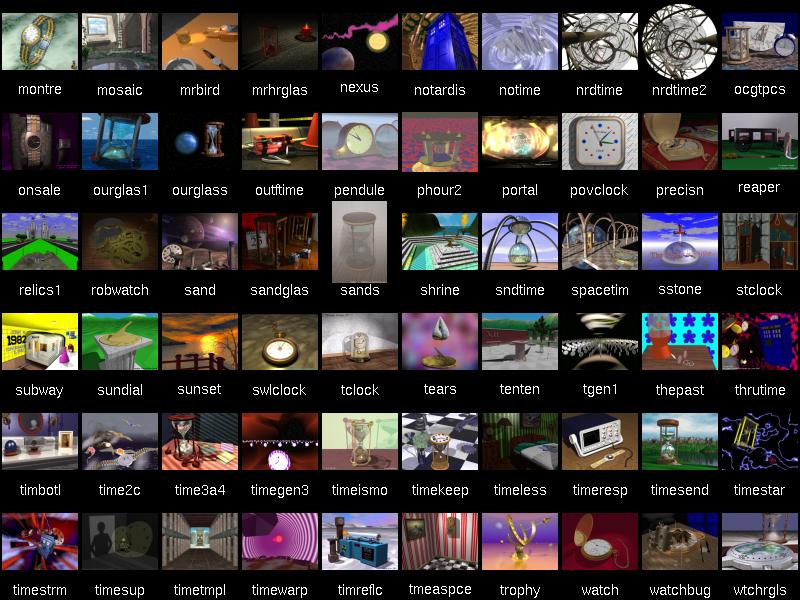 montre mosaic mrbird mrhrglas nexus notardis notime nrdtime nrdtime2 ocgtpcs
onsale ourglas1 ourglass outftime pendule phour2 portal povclock precisn reaper
relics1 robwatch sand sandglas sands shrine sndtime spacetim sstone stclock
1982
subway sundial sunset swlclock tclock tears tenten tgen1 thepast thrutime
timbotl time2c time3a4 timegen3 timeismo timekeep timeless timeresp timesend timestar
timestrm timesup timetmpl timewarp timreflc tmeaspce trophy watch watchbug wtchrgls